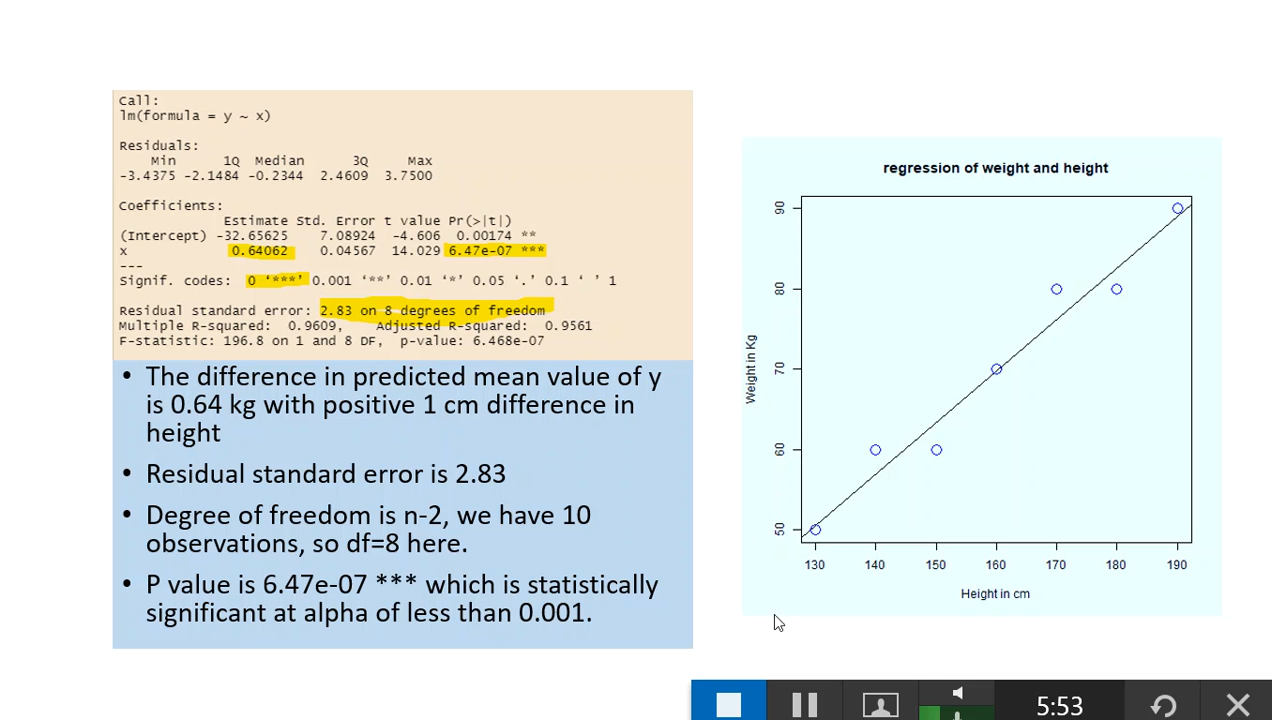 Call:
lm(formula = y ~ x)
Residuals:
Min 1Q Median 3Q Max
-3.4375 -2.1484 -0.2344 2.4609 3.7500
Coefficients:
Estimate Std. Error t value Pr(>|t|)
(Intercept) -32.65625 7.08924 -4.606 0.00174 **
x 0.64062 0.04567 14.029 6.47e-07 ***
---
Signif. codes: 0 ‘***’ 0.001 ‘**’ 0.01 ‘*’ 0.05 ‘.’ 0.1 ‘ ’ 1
Residual standard error: 2.83 on 8 degrees of freedom
Multiple R-squared: 0.9609, Adjusted R-squared: 0.9561
F-statistic: 196.8 on 1 and 8 DF, p-value: 6.468e-07
• The difference in predicted mean value of y
is 0.64 kg with positive 1 cm difference in
height
• Residual standard error is 2.83
• Degree of freedom is n-2, we have 10
observations, so df=8 here.
• P value is 6.47e-07 *** which is statistically
significant at alpha of less than 0.001.
regression of weight and height
90
80
70
60
50
Weight in Kg
130 140 150 160 170 180 190
Height in cm
5:53